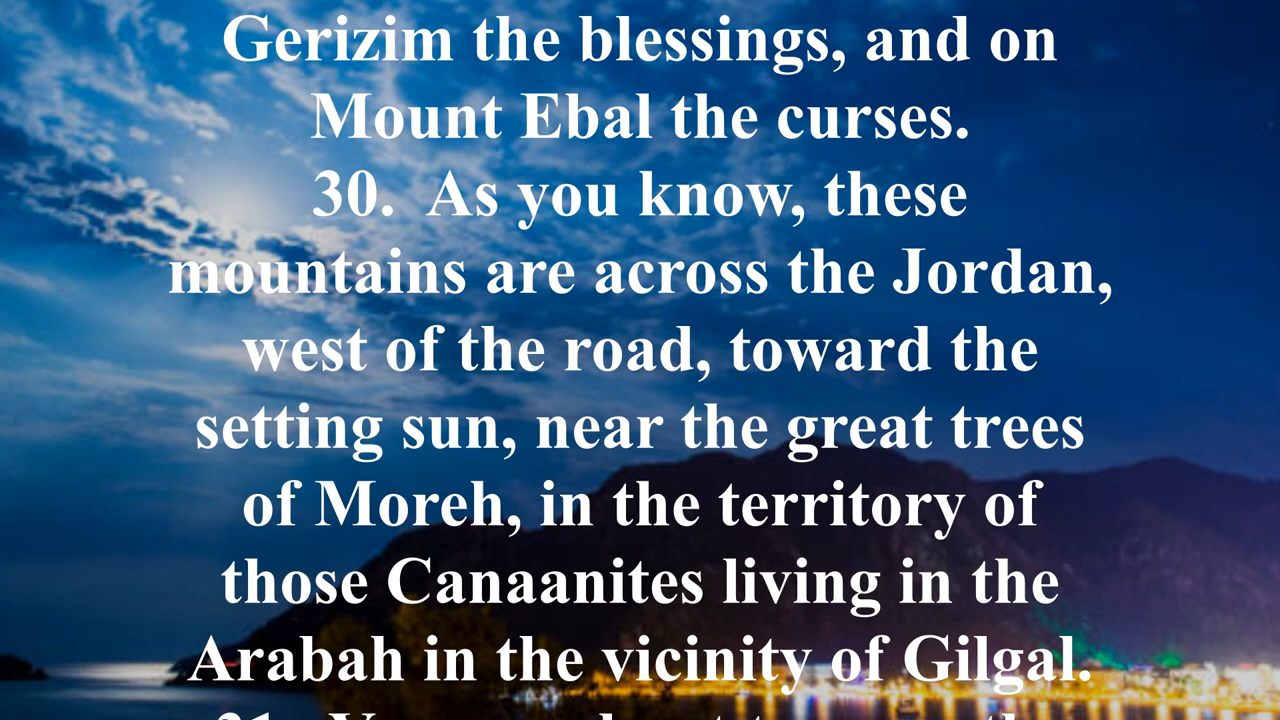 Gerizim the blessings, and on
Mount Ebal the curses.
30.  As you know, these
mountains are across the Jordan,
west of the road, toward the
setting sun, near the great trees
of Moreh, in the territory of
those Canaanites living in the
Arabah in the vicinity of Gilgal.